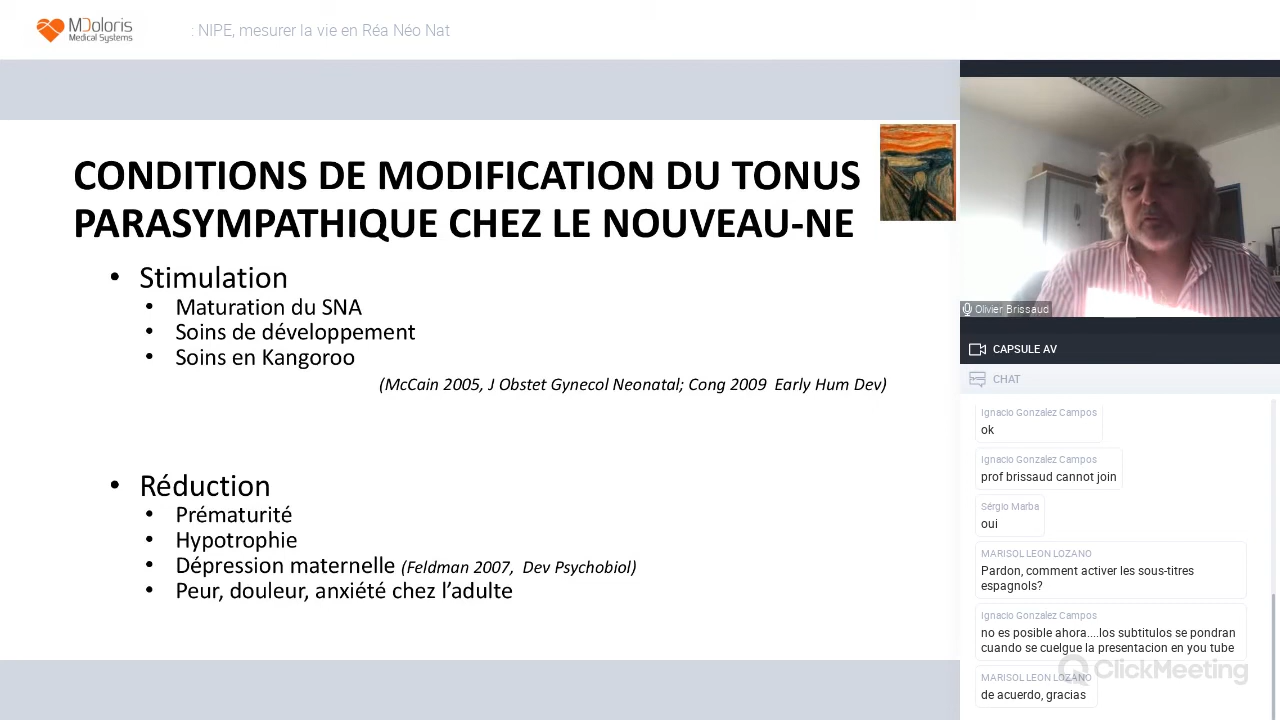 MDoloris
Medical Systems
: NIPE, mesurer la vie en Réa Néo Nat
CONDITIONS DE MODIFICATION DU TONUS
PARASYMPATHIQUE CHEZ LE NOUVEAU-NE
• Stimulation
• Maturation du SNA
• Soins de développement
• Soins en Kangoroo
(McCain 2005, J Obstet Gynecol Neonatal; Cong 2009 Early Hum Dev)
• Réduction
• Prématurité
• Hypotrophie
• Dépression maternelle (Feldman 2007, Dev Psychobiol)
• Peur, douleur, anxiété chez l’adulte
Olivier Brissaud
CAPSULE AV
CHAT
Ignacio Gonzalez Campos
ok
Ignacio Gonzalez Campos
prof brissaud cannot join
Sérgio Marba
oui
MARISOL LEON LOZANO
Pardon, comment activer les sous-titres
espagnols?
Ignacio Gonzalez Campos
no es posible ahora....los subtitulos se pondran
cuando se cuelgue la presentacion en you tube
MARISOL LEON LOZANO
de acuerdo, gracias
ClickMeeting